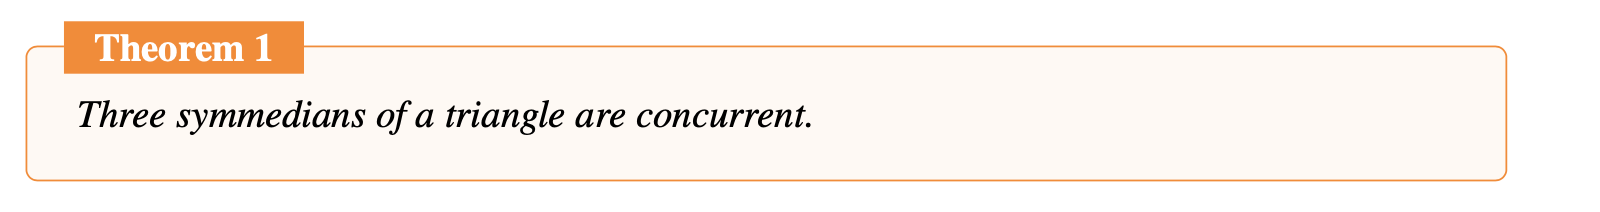 Theorem 1
Three symmedians of a triangle are concurrent.